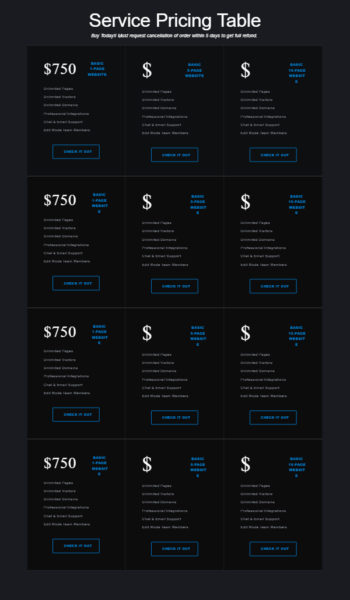 Service Pricing Table
Buy Today!! Must request cancellation of order within 5 days to get full refund.
$750
BASIC
1-PAGE
WEBSITE
Unlimited Pages
Unlimited Visitors
Unlimited Domains
Professional Integrations
Chat & Email Support
Add Mode Team Members
CHECK IT OUT
$
BASIC
5-PAGE
WEBSITE
Unlimited Pages
Unlimited Visitors
Unlimited Domains
Professional Integrations
Chat & Email Support
Add Mode Team Members
CHECK IT OUT
$
BASIC
10-PAGE
WEBSIT
E
Unlimited Pages
Unlimited Visitors
Unlimited Domains
Professional Integrations
Chat & Email Support
Add Mode Team Members
CHECK IT OUT
$750
BASIC
1-PAGE
WEBSIT
E
Unlimited Pages
Unlimited Visitors
Unlimited Domains
Professional Integrations
Chat & Email Support
Add Mode Team Members
CHECK IT OUT
$
BASIC
5-PAGE
WEBSIT
E
Unlimited Pages
Unlimited Visitors
Unlimited Domains
Professional Integrations
Chat & Email Support
Add Mode Team Members
CHECK IT OUT
$
BASIC
10-PAGE
WEBSIT
E
Unlimited Pages
Unlimited Visitors
Unlimited Domains
Professional Integrations
Chat & Email Support
Add Mode Team Members
CHECK IT OUT
$750
BASIC
1-PAGE
WEBSIT
E
Unlimited Pages
Unlimited Visitors
Unlimited Domains
Professional Integrations
Chat & Email Support
Add Mode Team Members
CHECK IT OUT
$
BASIC
5-PAGE
WEBSIT
E
Unlimited Pages
Unlimited Visitors
Unlimited Domains
Professional Integrations
Chat & Email Support
Add Mode Team Members
CHECK IT OUT
$
BASIC
10-PAGE
WEBSIT
E
Unlimited Pages
Unlimited Visitors
Unlimited Domains
Professional Integrations
Chat & Email Support
Add Mode Team Members
CHECK IT OUT
$750
BASIC
1-PAGE
WEBSIT
E
Unlimited Pages
Unlimited Visitors
Unlimited Domains
Professional Integrations
Chat & Email Support
Add Mode Team Members
CHECK IT OUT
$
BASIC
5-PAGE
WEBSIT
E
Unlimited Pages
Unlimited Visitors
Unlimited Domains
Professional Integrations
Chat & Email Support
Add Mode Team Members
CHECK IT OUT
$
BASIC
10-PAGE
WEBSIT
E
Unlimited Pages
Unlimited Visitors
Unlimited Domains
Professional Integrations
Chat & Email Support
Add Mode Team Members
CHECK IT OUT